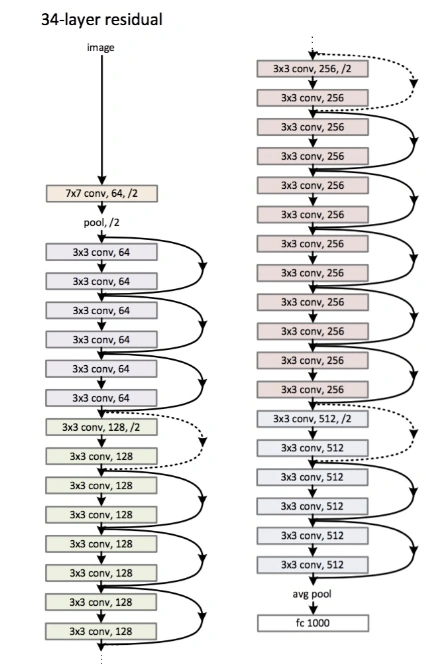 34-layer residual
image
7x7 conv, 64, /2
pool, /2
3x3 conv, 64
3x3 conv, 64
3x3 conv, 64
3x3 conv, 64
3x3 conv, 64
3x3 conv, 64
3x3 conv, 128, /2
3x3 conv, 128
3x3 conv, 128
3x3 conv, 128
3x3 conv, 128
3x3 conv, 128
3x3 conv, 128
3x3 conv, 128
3x3 conv, 256, /2
3x3 conv, 256
3x3 conv, 256
3x3 conv, 256
3x3 conv, 256
3x3 conv, 256
3x3 conv, 256
3x3 conv, 256
3x3 conv, 256
3x3 conv, 256
3x3 conv, 256
3x3 conv, 256
3x3 conv, 512, /2
3x3 conv, 512
3x3 conv, 512
3x3 conv, 512
3x3 conv, 512
3x3 conv, 512
avg pool
fc 1000